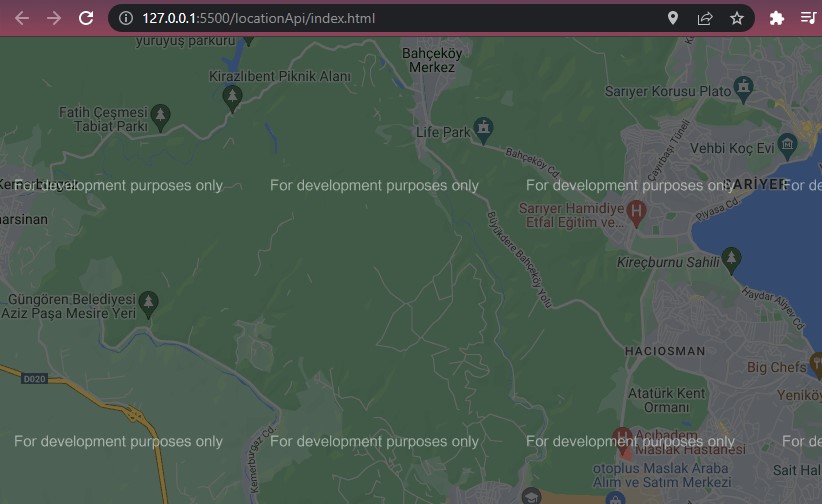 127.0.0.1:5500/locationApi/index.html
yürüyüş parkuru
Bahçeköy
Merkez
Kirazlıbent Piknik Alanı
Sarıyer Korusu Plato
Fatih Çeşmesi
Tabiat Parkı
Life Park
Çayırbaşı Tüneli
Vehbi Koç Evi
Bahçeköy Cd.
For development purposes only
For development purposes only
For development purposes only
For de
SARIYER
Piyasa Cd
arsinan
Sarıyer Hamidiye
Etfal Eğitim ve...
Büyükdere Bahçeköy Yolu
Kireçburnu Sahili
Güngören Belediyesi
Aziz Paşa Mesire Yeri
Haydar Aliyev Cd
HACIOSMAN
Big Chefs
D020
Atatürk Kent
Ormanı
Yeniköy
Kemerburgaz Cd.
For development purposes only
For development purposes only
For development purposes only
For de
Acıbadem
Maslak Hastanesi
otoplus Maslak Araba
Alım ve Satım Merkezi
Sait Hal